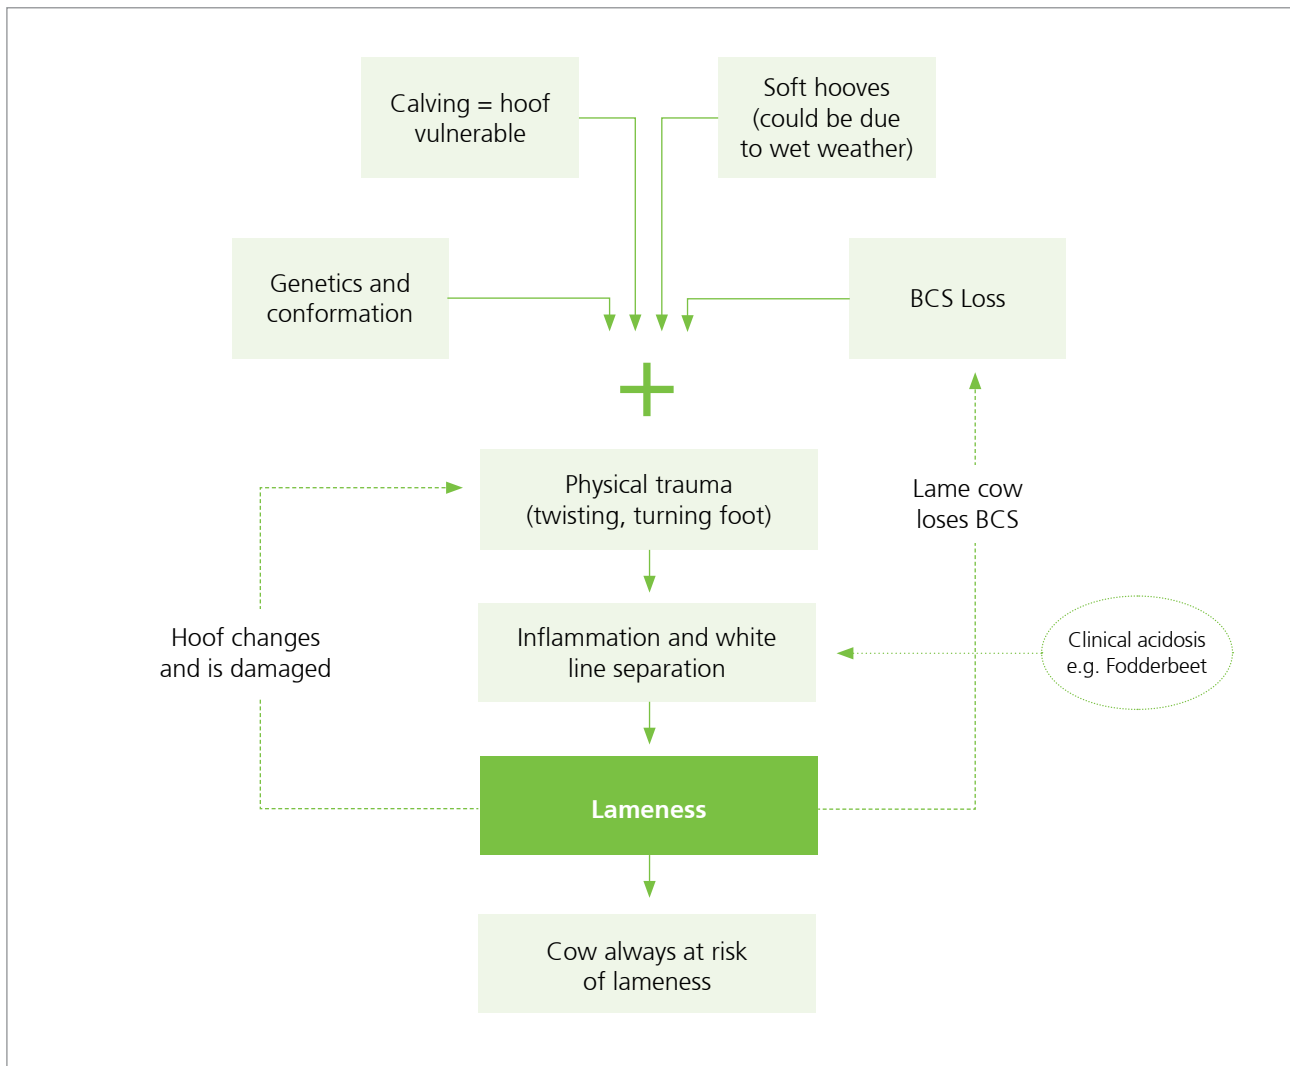 Calving = hoof
vulnerable
Soft hooves
(could be due
to wet weather)
Genetics and
conformation
BCS Loss
+
Physical trauma
(twisting, turning foot)
Lame cow
loses BCS
Hoof changes
and is damaged
Inflammation and white
line separation
Clinical acidosis
e.g. Fodderbeet
Lameness
Cow always at risk
of lameness